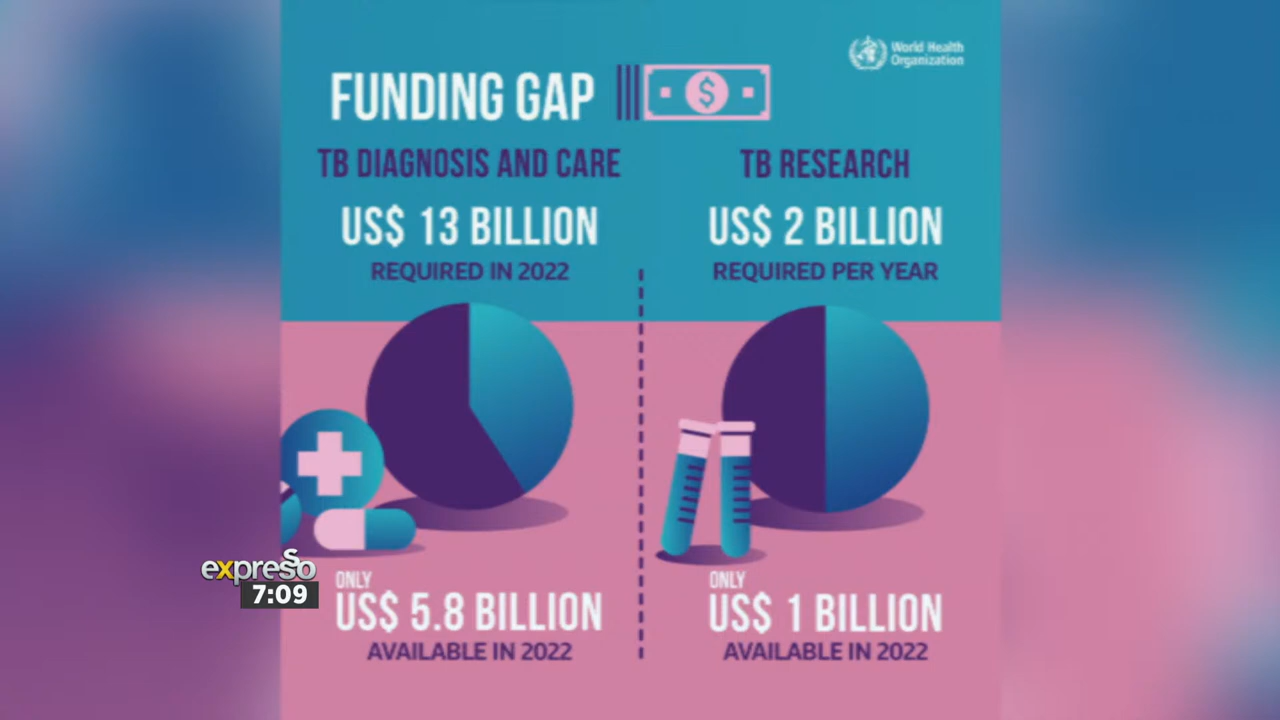 World Health
Organization
FUNDING GAP
$
TB DIAGNOSIS AND CARE
US$ 13 BILLION
REQUIRED IN 2022
ONLY
US$ 5.8 BILLION
AVAILABLE IN 2022
TB RESEARCH
US$ 2 BILLION
REQUIRED PER YEAR
ONLY
US$ 1 BILLION
AVAILABLE IN 2022
expresso
7:09